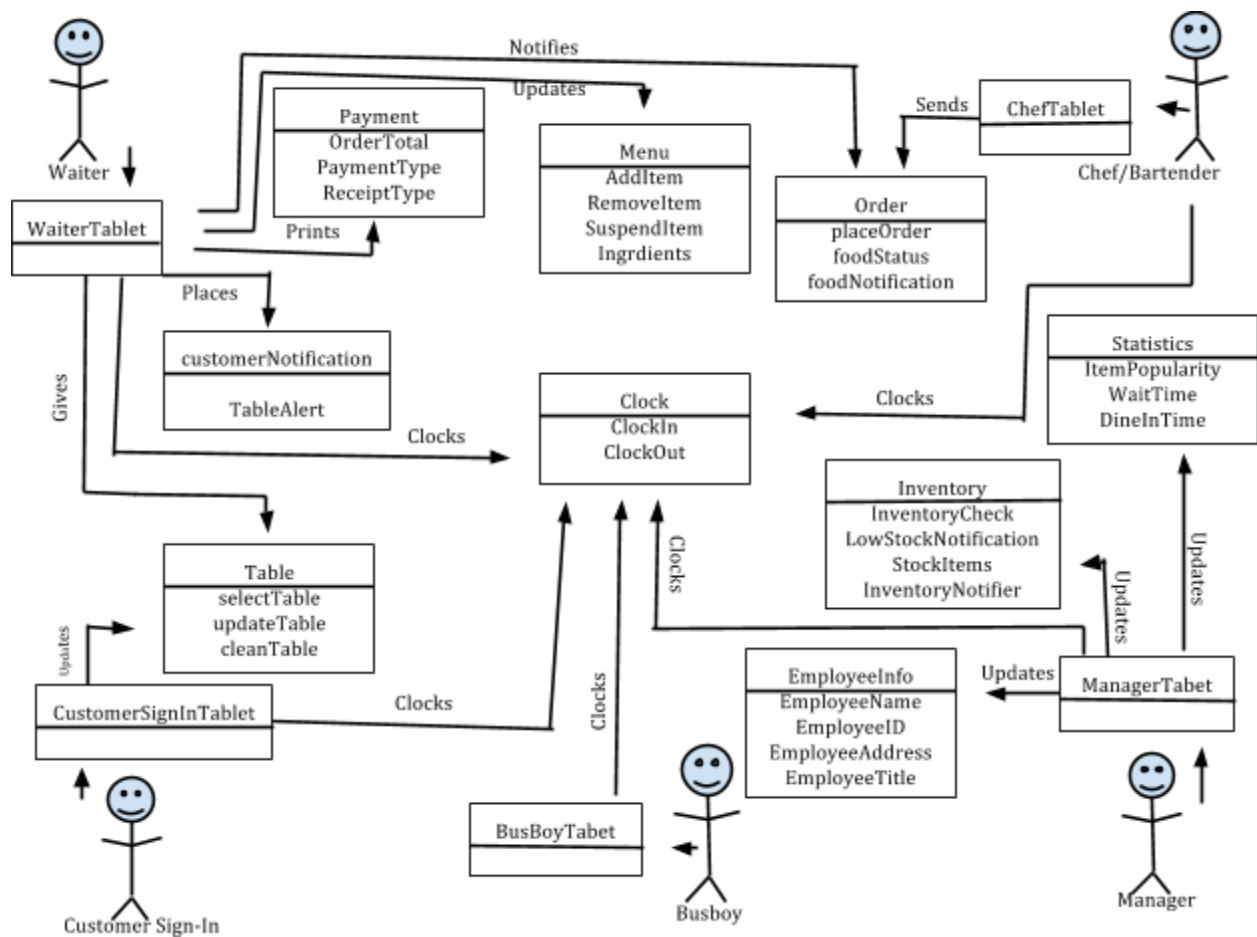 Notifies
Updates
Waiter
WaiterTablet
Payment
OrderTotal
PaymentType
ReceiptType
Prints
Menu
AddItem
RemoveItem
SuspendItem
Ingrdients
Sends
ChefTablet
Chef/Bartender
Order
placeOrder
foodStatus
foodNotification
Places
customerNotification
TableAlert
Gives
Clocks
Clock
ClockIn
ClockOut
Clocks
Statistics
ItemPopularity
WaitTime
DineInTime
Inventory
InventoryCheck
LowStockNotification
StockItems
InventoryNotifier
Updates
Updates
Table
selectTable
updateTable
cleanTable
Updates
CustomerSignInTablet
Clocks
Clocks
Clocks
EmployeeInfo
EmployeeName
EmployeeID
EmployeeAddress
EmployeeTitle
Updates
ManagerTabet
BusBoyTabet
Customer Sign-In
Busboy
Manager